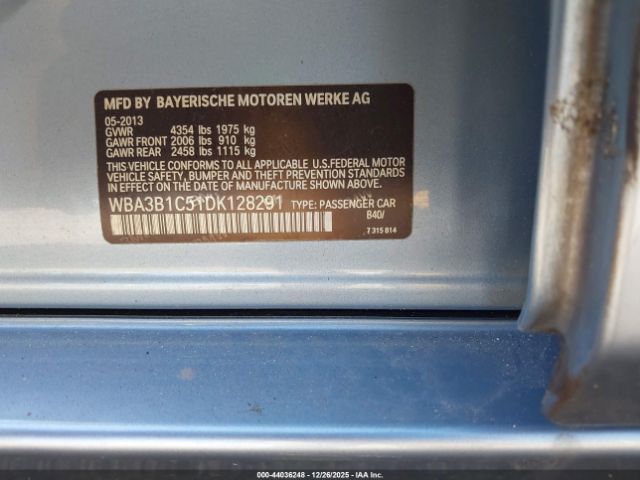 MFD BY BAYERISCHE MOTOREN WERKE AG
05-2013
GVWR 4354 lbs 1975 kg
GAWR FRONT 2006 lbs 910 kg
GAWR REAR 2458 lbs 1115 kg
THIS VEHICLE CONFORMS TO ALL APPLICABLE U.S.FEDERAL MOTOR
VEHICLE SAFETY, BUMPER AND THEFT PREVENTION STANDARDS
IN EFFECT ON THE DATE OF MANUFACTURE SHOWN ABOVE.
WBA3B1C51DK128291 TYPE: PASSENGER CAR
B40/
7 315 814
000-44036248 - 12/26/2025 - IAA Inc.